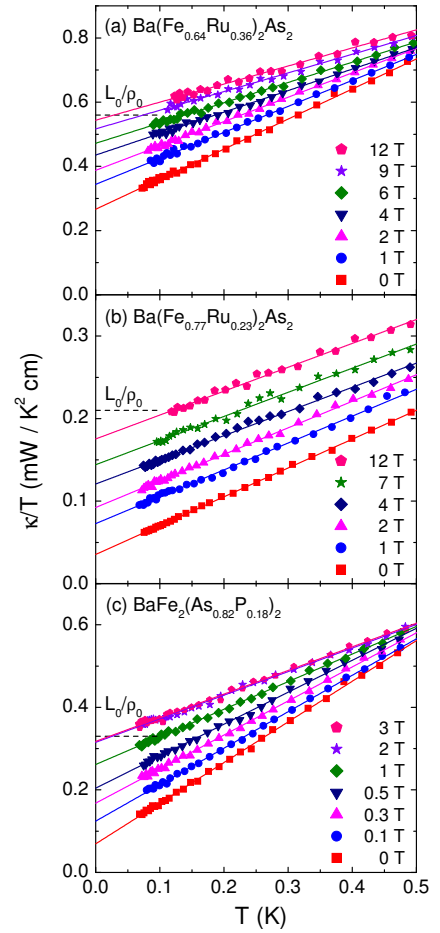 (a) Ba(Fe0.64Ru0.36)2As2
0.8
0.6
0.4
0.2
0.0
L0/ρ0
12 T
9 T
6 T
4 T
2 T
1 T
0 T
(b) Ba(Fe0.77Ru0.23)2As2
0.3
0.2
0.1
0.0
L0/ρ0
12 T
7 T
4 T
2 T
1 T
0 T
κ/T (mW / K² cm)
(c) BaFe2(As0.82P0.18)2
0.6
0.4
0.2
0.0
L0/ρ0
3 T
2 T
1 T
0.5 T
0.3 T
0.1 T
0 T
0.0 0.1 0.2 0.3 0.4 0.5
T (K)